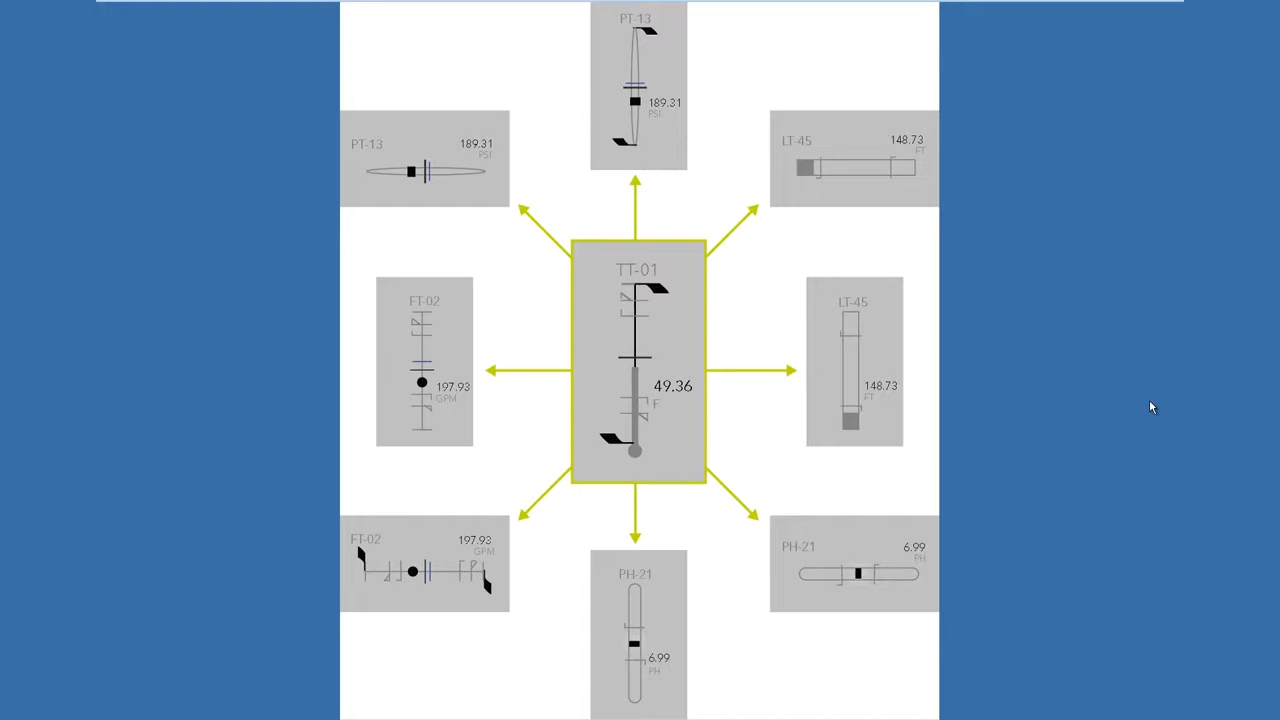 PT-13
189.31
PSI
PT-13
189.31
PSI
LT-45
148.73
FT
TT-01
49.36
F
FT-02
197.93
GPM
LT-45
148.73
FT
FT-02
197.93
GPM
PH-21
6.99
PH
PH-21
6.99
PH